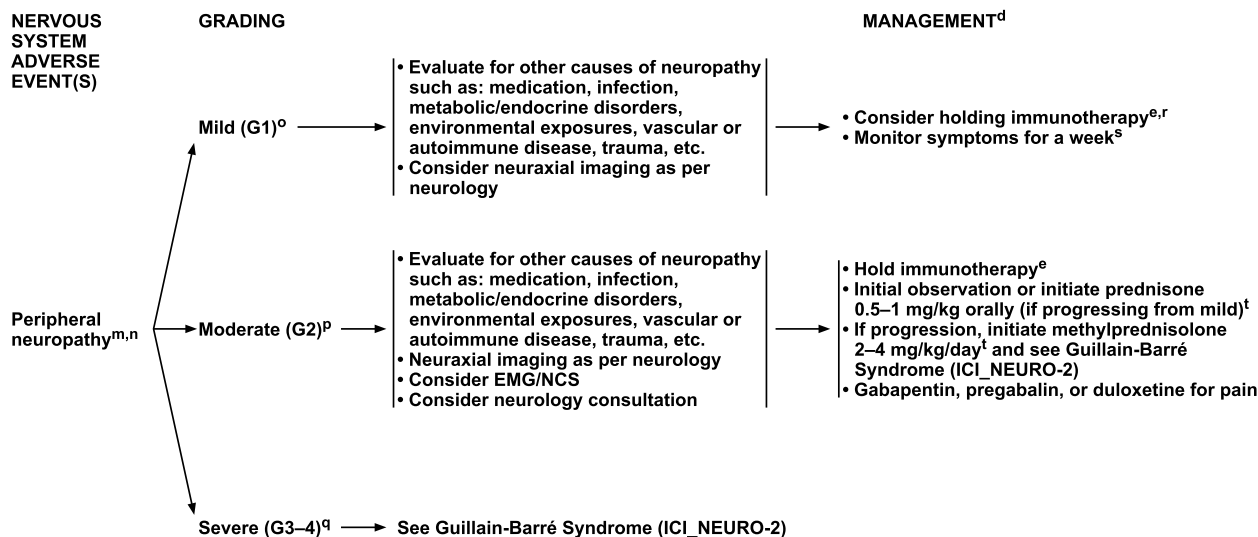 NERVOUS
SYSTEM
ADVERSE
EVENT(S)
GRADING
MANAGEMENTd
Peripheral
neuropathym,n
Mild (G1)o
• Evaluate for other causes of neuropathy
such as: medication, infection,
metabolic/endocrine disorders,
environmental exposures, vascular or
autoimmune disease, trauma, etc.
• Consider neuraxial imaging as per
neurology
• Consider holding immunotherapye,r
• Monitor symptoms for a weeks
Moderate (G2)p
• Evaluate for other causes of neuropathy
such as: medication, infection,
metabolic/endocrine disorders,
environmental exposures, vascular or
autoimmune disease, trauma, etc.
• Neuraxial imaging as per neurology
• Consider EMG/NCS
• Consider neurology consultation
• Hold immunotherapye
• Initial observation or initiate prednisone
0.5–1 mg/kg orally (if progressing from mild)t
• If progression, initiate methylprednisolone
2–4 mg/kg/dayt and see Guillain-Barré
Syndrome (ICI_NEURO-2)
• Gabapentin, pregabalin, or duloxetine for pain
Severe (G3–4)q
See Guillain-Barré Syndrome (ICI_NEURO-2)